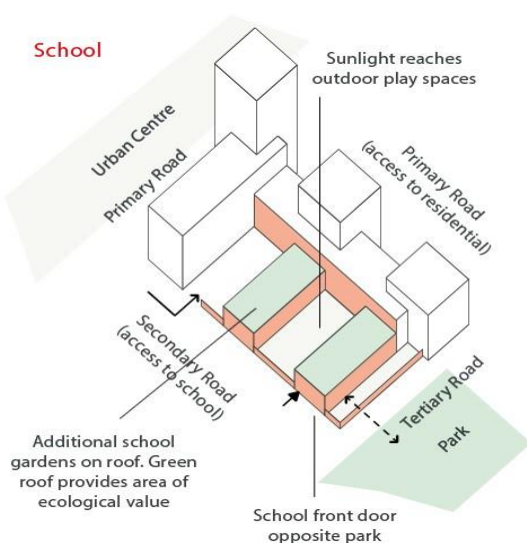 School
Sunlight reaches
outdoor play spaces
Urban Centre
Primary Road
Primary Road
(access to
residential)
Secondary Road
(access to school)
Tertiary Road
Park
Additional school
gardens on roof. Green
roof provides area of
ecological value
School front door
opposite park